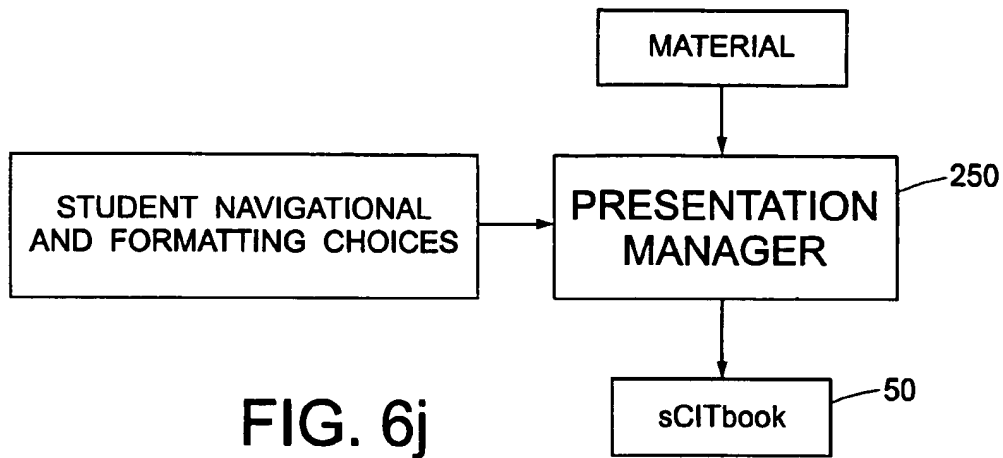 MATERIAL
STUDENT NAVIGATIONAL
AND FORMATTING CHOICES
PRESENTATION
MANAGER
250
sCITbook
50
FIG. 6j